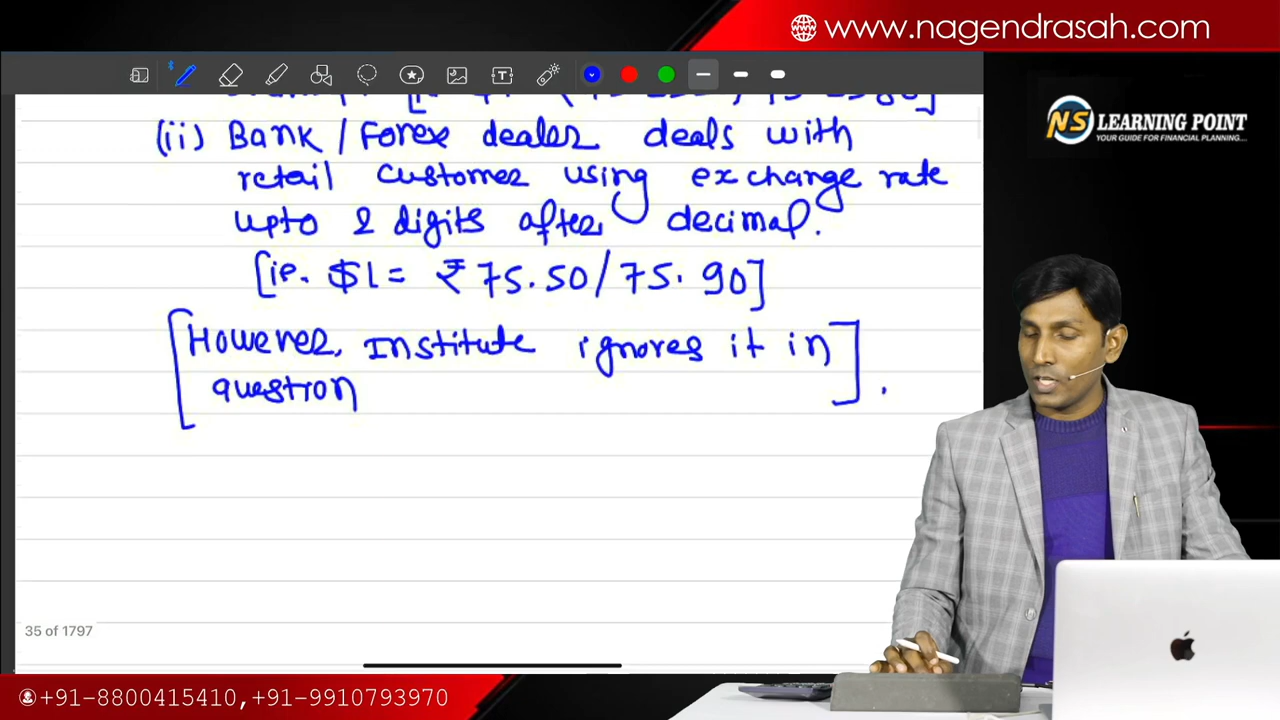 www.nagendrasah.com
NS LEARNING POINT
YOUR GUIDE FOR FINANCIAL PLANNING...
(ii) Bank / Forex dealer deals with
retail customer using exchange rate
upto 2 digits after decimal.
[ie. $1 = ₹75.50/75.90]
[However, Institute ignores it in
question].
35 of 1797
+91-8800415410,+91-9910793970